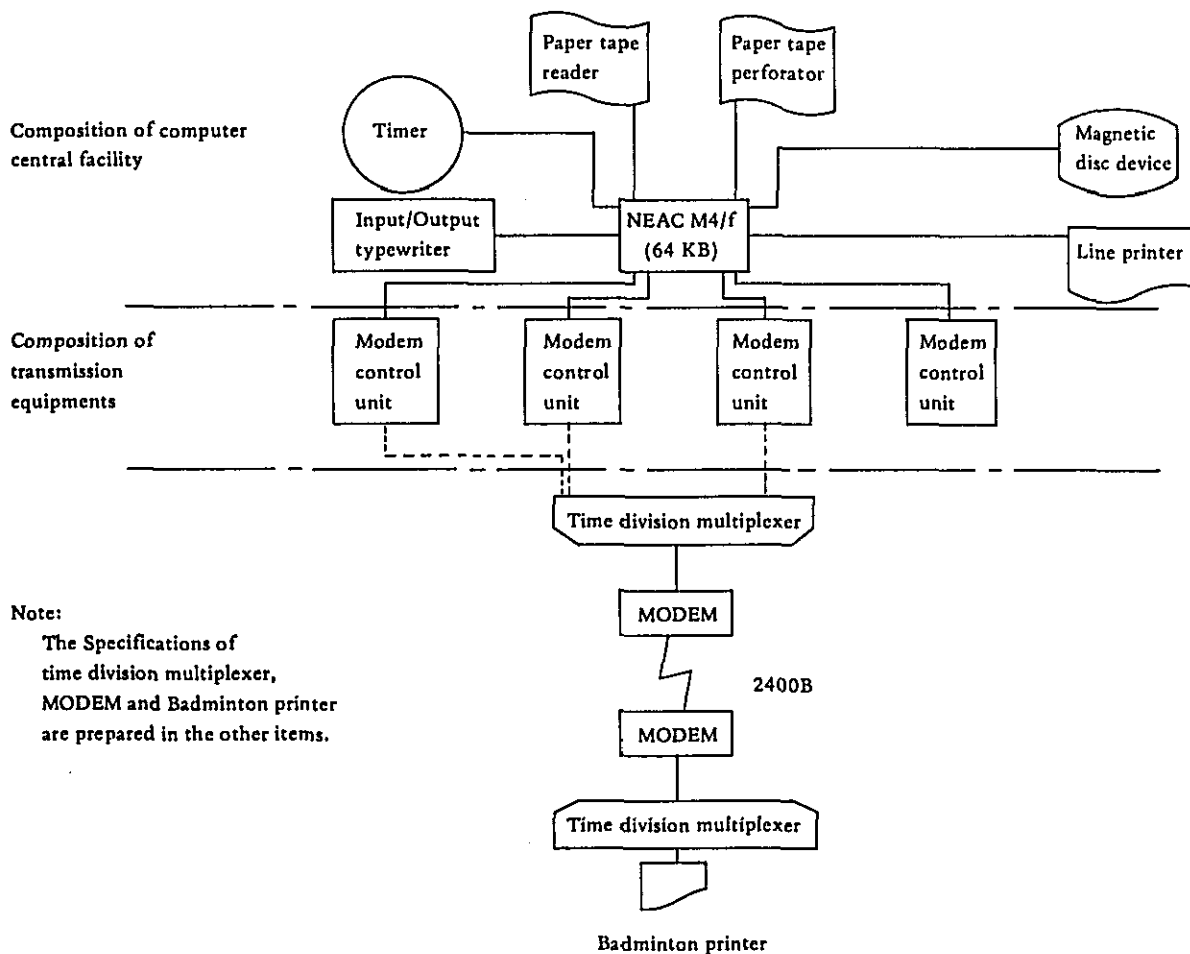 Paper tape
reader
Paper tape
perforator
Composition of computer
central facility
Timer
Magnetic
disc device
Input/Output
typewriter
NEAC M4/f
(64 KB)
Line printer
Composition of
transmission
equipments
Modem
control
unit
Modem
control
unit
Modem
control
unit
Modem
control
unit
Time division multiplexer
MODEM
Note:
The Specifications of
time division multiplexer,
MODEM and Badminton printer
are prepared in the other items.
2400B
MODEM
Time division multiplexer
Badminton printer